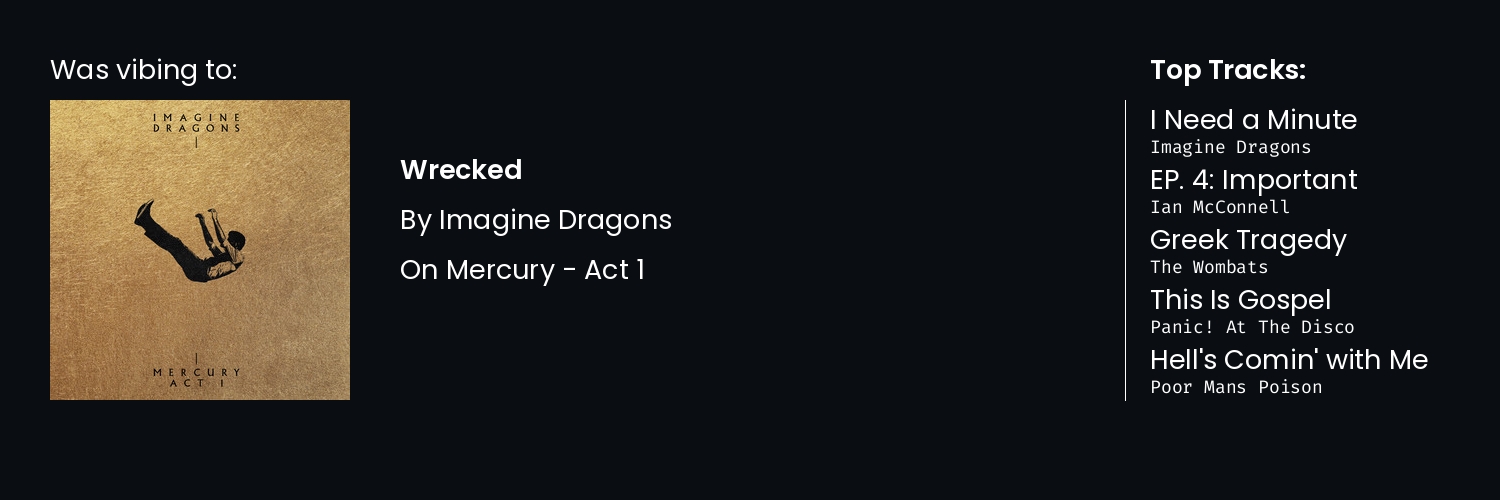 Was vibing to:
IMAGINE
DRAGONS
MERCURY
ACT I
Wrecked
By Imagine Dragons
On Mercury - Act 1
Top Tracks:
I Need a Minute
Imagine Dragons
EP. 4: Important
Ian McConnell
Greek Tragedy
The Wombats
This Is Gospel
Panic! At The Disco
Hell's Comin' with Me
Poor Mans Poison